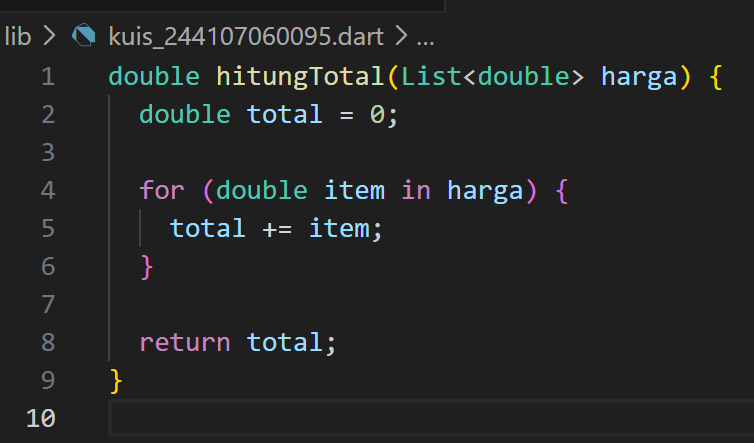 lib > kuis_244107060095.dart > ...
1 double hitungTotal(List<double> harga) {
2   double total = 0;
3
4   for (double item in harga) {
5     total += item;
6   }
7
8   return total;
9 }
10